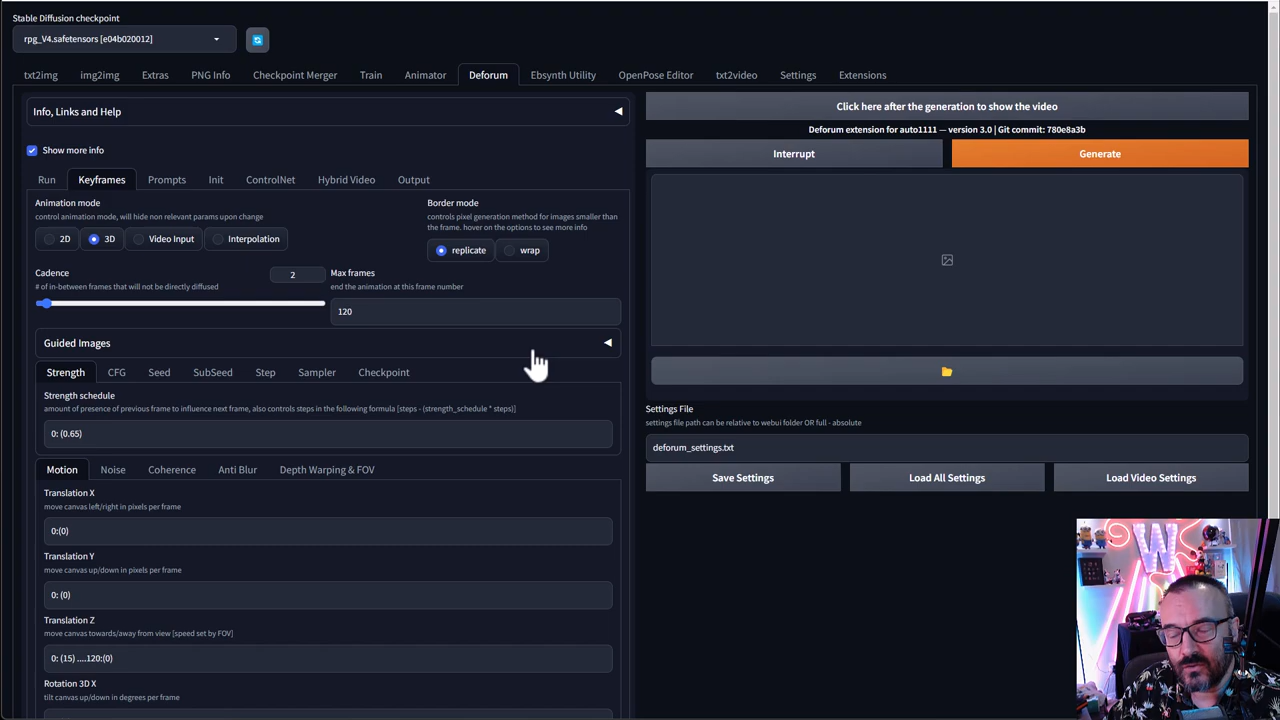 Stable Diffusion checkpoint
rpg_V4.safetensors [e04b020012]
txt2img img2img Extras PNG Info Checkpoint Merger Train Animator Deforum Ebsynth Utility OpenPose Editor txt2video Settings Extensions
Info, Links and Help
Show more info
Run Keyframes Prompts Init ControlNet Hybrid Video Output
Animation mode
control animation mode, will hide non relevant params upon change
2D 3D Video Input Interpolation
Border mode
controls pixel generation method for images smaller than
the frame. hover on the options to see more info
replicate wrap
Cadence
2
# of in-between frames that will not be directly diffused
Max frames
end the animation at this frame number
120
Guided Images
Strength CFG Seed SubSeed Step Sampler Checkpoint
Strength schedule
amount of presence of previous frame to influence next frame, also controls steps in the following formula [steps - (strength_schedule * steps)]
0: (0.65)
Motion Noise Coherence Anti Blur Depth Warping & FOV
Translation X
move canvas left/right in pixels per frame
0:(0)
Translation Y
move canvas up/down in pixels per frame
0: (0)
Translation Z
move canvas towards/away from view [speed set by FOV]
0: (15) ....120:(0)
Rotation 3D X
tilt canvas up/down in degrees per frame
Click here after the generation to show the video
Deforum extension for auto1111 — version 3.0 | Git commit: 780e8a3b
Interrupt Generate
Settings File
settings file path can be relative to webui folder OR full - absolute
deforum_settings.txt
Save Settings Load All Settings Load Video Settings
W